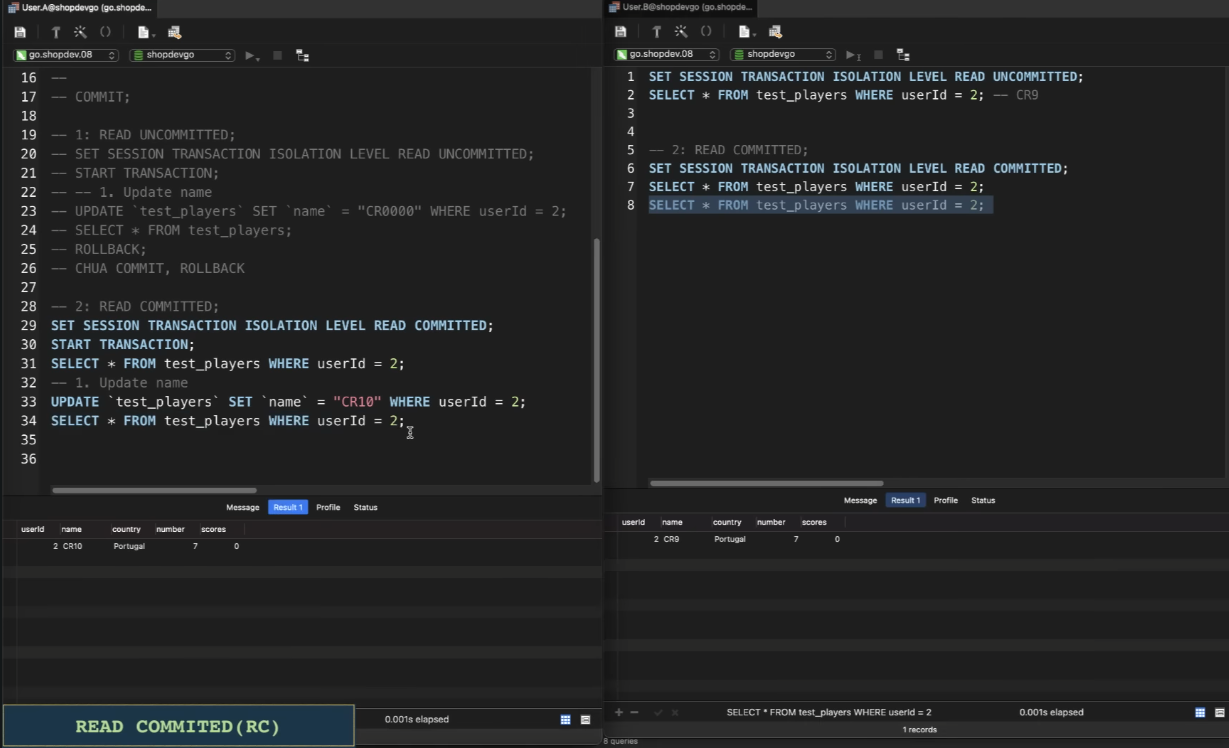 User.A@shopdevgo (go.shopde...
go.shopdev.08
shopdevgo
16 --
17 -- COMMIT;
18
19 -- 1: READ UNCOMMITTED;
20 -- SET SESSION TRANSACTION ISOLATION LEVEL READ UNCOMMITTED;
21 -- START TRANSACTION;
22 -- -- 1. Update name
23 -- UPDATE `test_players` SET `name` = "CR0000" WHERE userId = 2;
24 -- SELECT * FROM test_players;
25 -- ROLLBACK;
26 -- CHUA COMMIT, ROLLBACK
27
28 -- 2: READ COMMITTED;
29 SET SESSION TRANSACTION ISOLATION LEVEL READ COMMITTED;
30 START TRANSACTION;
31 SELECT * FROM test_players WHERE userId = 2;
32 -- 1. Update name
33 UPDATE `test_players` SET `name` = "CR10" WHERE userId = 2;
34 SELECT * FROM test_players WHERE userId = 2;
35
36
Message Result 1 Profile Status
userId name country number scores
2 CR10 Portugal 7 0
READ COMMITED(RC)
0.001s elapsed
User.B@shopdevgo (go.shopde...
go.shopdev.08
shopdevgo
1 SET SESSION TRANSACTION ISOLATION LEVEL READ UNCOMMITTED;
2 SELECT * FROM test_players WHERE userId = 2; -- CR9
3
4
5 -- 2: READ COMMITTED;
6 SET SESSION TRANSACTION ISOLATION LEVEL READ COMMITTED;
7 SELECT * FROM test_players WHERE userId = 2;
8 SELECT * FROM test_players WHERE userId = 2;
Message Result 1 Profile Status
userId name country number scores
2 CR9 Portugal 7 0
SELECT * FROM test_players WHERE userId = 2
0.001s elapsed
1 records
8 queries